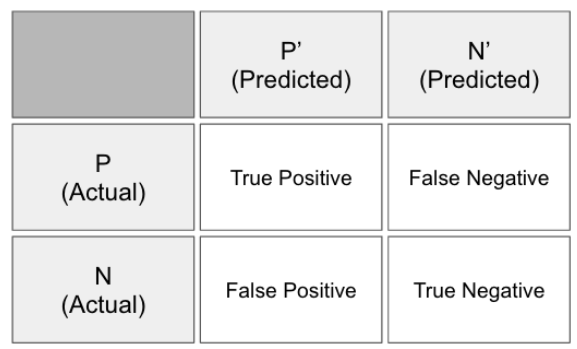 P’
(Predicted)
N’
(Predicted)
P
(Actual)
True Positive
False Negative
N
(Actual)
False Positive
True Negative